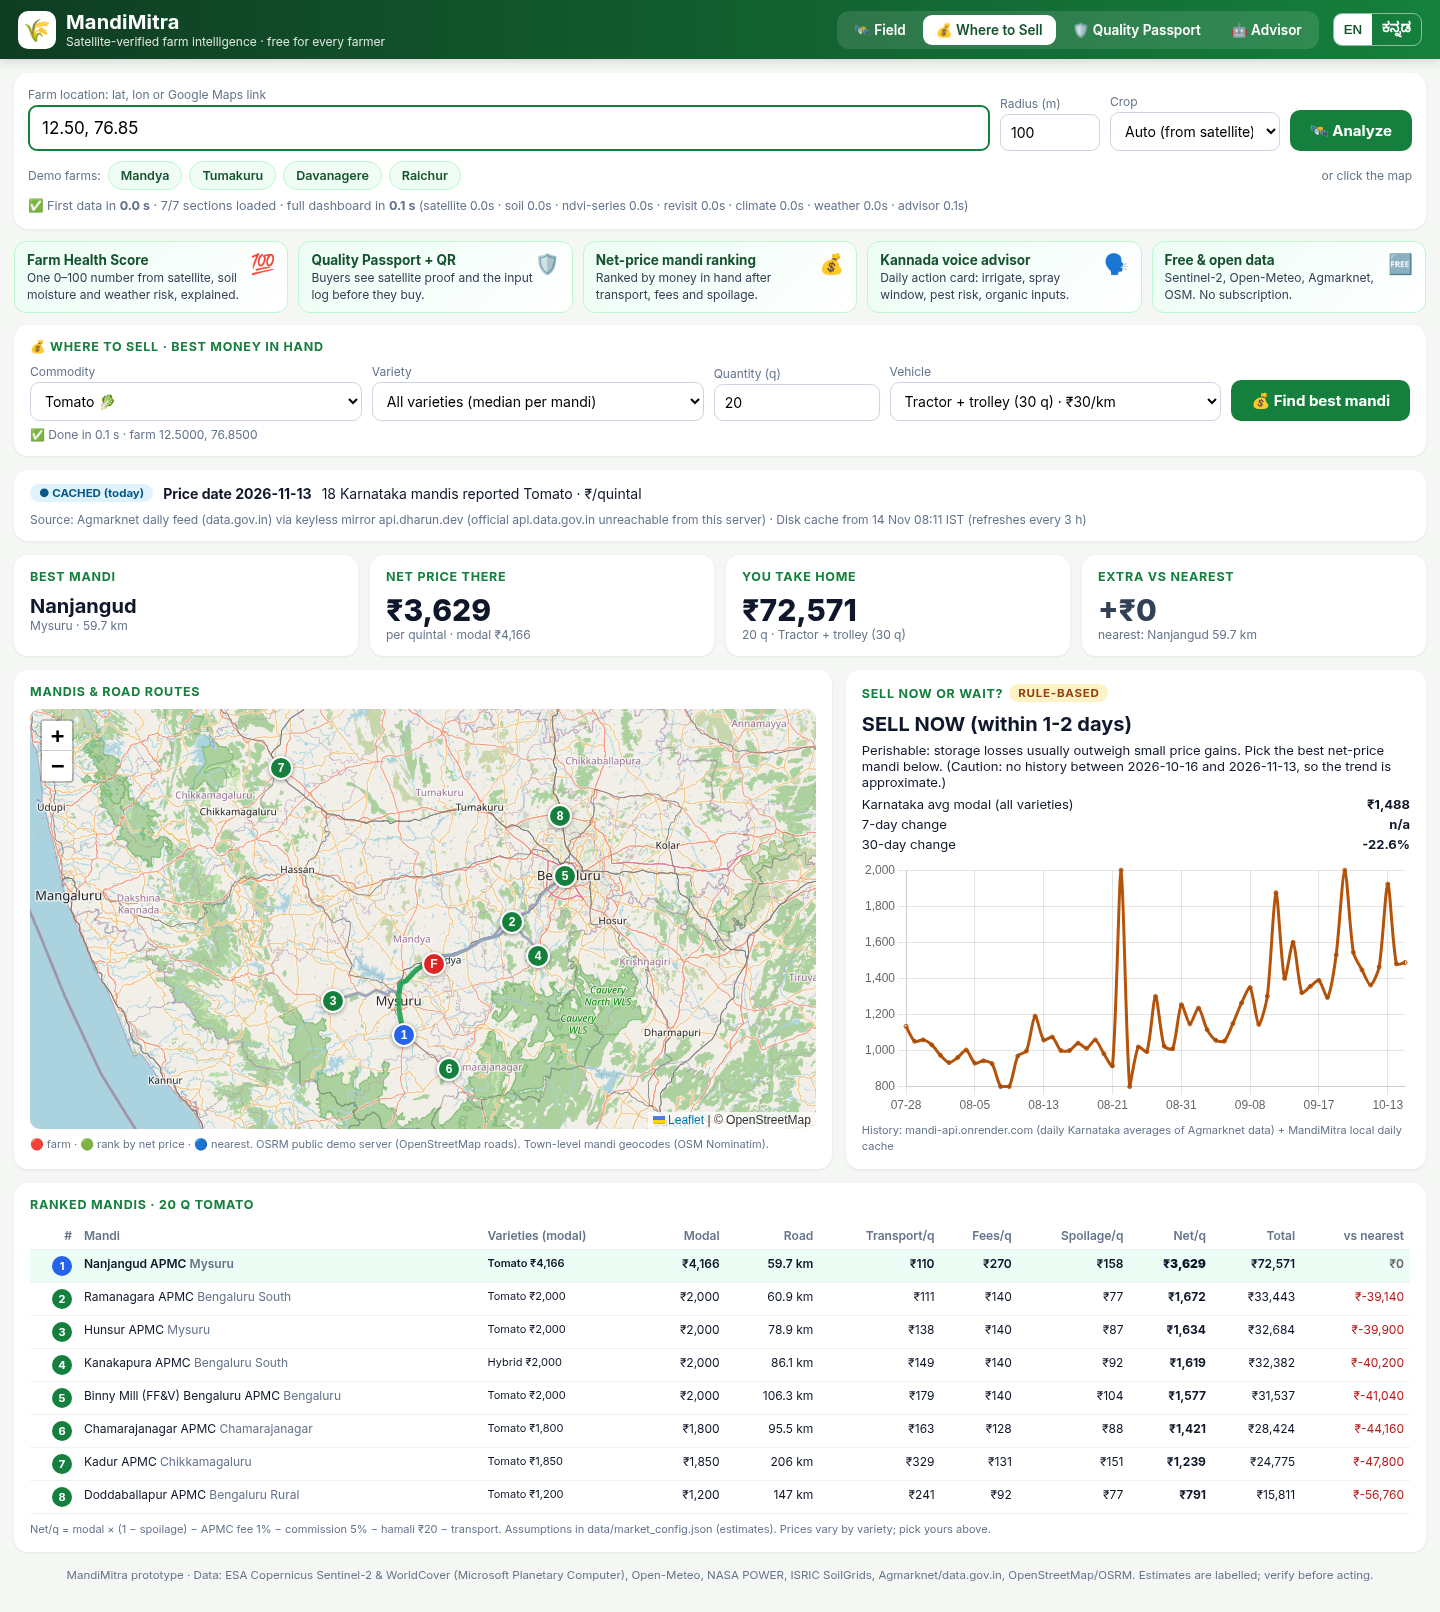 MandiMitra
Satellite-verified farm intelligence · free for every farmer
Field
Where to Sell
Quality Passport
Advisor
EN
ಕನ್ನಡ
Farm location: lat, lon or Google Maps link
12.50, 76.85
Radius (m)
100
Crop
Auto (from satellite)
Analyze
Demo farms:
Mandya
Tumakuru
Davanagere
Raichur
or click the map
✅ First data in 0.0 s · 7/7 sections loaded · full dashboard in 0.1 s (satellite 0.0s · soil 0.0s · ndvi-series 0.0s · revisit 0.0s · climate 0.0s · weather 0.0s · advisor 0.1s)
Farm Health Score
One 0–100 number from satellite, soil
moisture and weather risk, explained.
Quality Passport + QR
Buyers see satellite proof and the input
log before they buy.
Net-price mandi ranking
Ranked by money in hand after
transport, fees and spoilage.
Kannada voice advisor
Daily action card: irrigate, spray
window, pest risk, organic inputs.
Free & open data
Sentinel-2, Open-Meteo, Agmarknet,
OSM. No subscription.
FREE
WHERE TO SELL · BEST MONEY IN HAND
Commodity
Tomato
Variety
All varieties (median per mandi)
Quantity (q)
20
Vehicle
Tractor + trolley (30 q) · ₹30/km
Find best mandi
✅ Done in 0.1 s · farm 12.5000, 76.8500
● CACHED (today) Price date 2026-11-13 18 Karnataka mandis reported Tomato · ₹/quintal
Source: Agmarknet daily feed (data.gov.in) via keyless mirror api.dharun.dev (official api.data.gov.in unreachable from this server) · Disk cache from 14 Nov 08:11 IST (refreshes every 3 h)
BEST MANDI
Nanjangud
Mysuru · 59.7 km
NET PRICE THERE
₹3,629
per quintal · modal ₹4,166
YOU TAKE HOME
₹72,571
20 q · Tractor + trolley (30 q)
EXTRA VS NEAREST
+₹0
nearest: Nanjangud 59.7 km
MANDIS & ROAD ROUTES
+
−
Annamayya
Chikkaballapura
7
Chikkamagaluru
Chikkamagaluru
Tumakuru
Tumakuru
Udupi
8
Kolar
Hassan
5
Be luru
Mangaluru
Dakshina
Kannada
2
Hosur
Mandya
F
dya
4
Krishnagiri
Tiruva
3
Mysuru
Cauvery
North WLS
1
Cauvery
WLS
Dharmapuri
6
marajanagar
Kannur
Leaflet | © OpenStreetMap
🔴 farm · 🟢 rank by net price · 🔵 nearest. OSRM public demo server (OpenStreetMap roads). Town-level mandi geocodes (OSM Nominatim).
SELL NOW OR WAIT? RULE-BASED
SELL NOW (within 1-2 days)
Perishable: storage losses usually outweigh small price gains. Pick the best net-price
mandi below. (Caution: no history between 2026-10-16 and 2026-11-13, so the trend is
approximate.)
Karnataka avg modal (all varieties) ₹1,488
7-day change n/a
30-day change -22.6%
2,000
1,800
1,600
1,400
1,200
1,000
800
07-28 08-05 08-13 08-21 08-31 09-08 09-17 10-13
History: mandi-api.onrender.com (daily Karnataka averages of Agmarknet data) + MandiMitra local daily
cache
RANKED MANDIS · 20 Q TOMATO
# Mandi Varieties (modal) Modal Road Transport/q Fees/q Spoilage/q Net/q Total vs nearest
1 Nanjangud APMC Mysuru Tomato ₹4,166 ₹4,166 59.7 km ₹110 ₹270 ₹158 ₹3,629 ₹72,571 ₹0
2 Ramanagara APMC Bengaluru South Tomato ₹2,000 ₹2,000 60.9 km ₹111 ₹140 ₹77 ₹1,672 ₹33,443 ₹-39,140
3 Hunsur APMC Mysuru Tomato ₹2,000 ₹2,000 78.9 km ₹138 ₹140 ₹87 ₹1,634 ₹32,684 ₹-39,900
4 Kanakapura APMC Bengaluru South Hybrid ₹2,000 ₹2,000 86.1 km ₹149 ₹140 ₹92 ₹1,619 ₹32,382 ₹-40,200
5 Binny Mill (FF&V) Bengaluru APMC Bengaluru Tomato ₹2,000 ₹2,000 106.3 km ₹179 ₹140 ₹104 ₹1,577 ₹31,537 ₹-41,040
6 Chamarajanagar APMC Chamarajanagar Tomato ₹1,800 ₹1,800 95.5 km ₹163 ₹128 ₹88 ₹1,421 ₹28,424 ₹-44,160
7 Kadur APMC Chikkamagaluru Tomato ₹1,850 ₹1,850 206 km ₹329 ₹131 ₹151 ₹1,239 ₹24,775 ₹-47,800
8 Doddaballapur APMC Bengaluru Rural Tomato ₹1,200 ₹1,200 147 km ₹241 ₹92 ₹77 ₹791 ₹15,811 ₹-56,760
Net/q = modal × (1 − spoilage) − APMC fee 1% − commission 5% − hamali ₹20 − transport. Assumptions in data/market_config.json (estimates). Prices vary by variety; pick yours above.
MandiMitra prototype · Data: ESA Copernicus Sentinel-2 & WorldCover (Microsoft Planetary Computer), Open-Meteo, NASA POWER, ISRIC SoilGrids, Agmarknet/data.gov.in, OpenStreetMap/OSRM. Estimates are labelled; verify before acting.